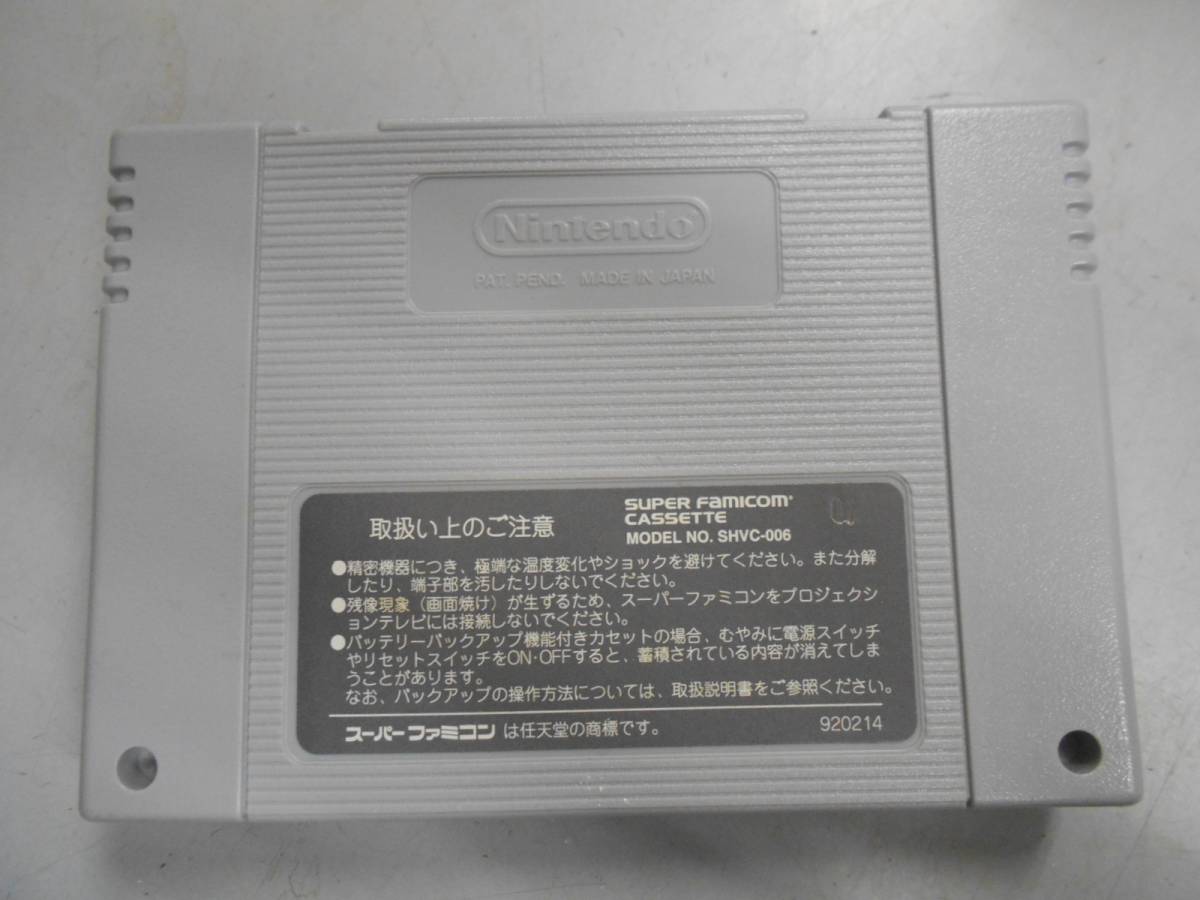 Nintendo
PAT. PEND. MADE IN JAPAN
取扱い上のご注意
SUPER FAMICOM
CASSETTE
MODEL NO. SHVC-006
●精密機器につき、極端な温度変化やショックを避けてください。また分解
したり、端子部を汚したりしないでください。
●残像現象（画面焼け）が生ずるため、スーパーファミコンをプロジェクシ
ョンテレビには接続しないでください。
●バッテリーバックアップ機能付きカセットの場合、むやみに電源スイッチ
やリセットスイッチをON・OFFすると、蓄積されている内容が消えてしま
うことがあります。
なお、バックアップの操作方法については、取扱説明書をご参照ください。
スーパーファミコンは任天堂の商標です。
920214